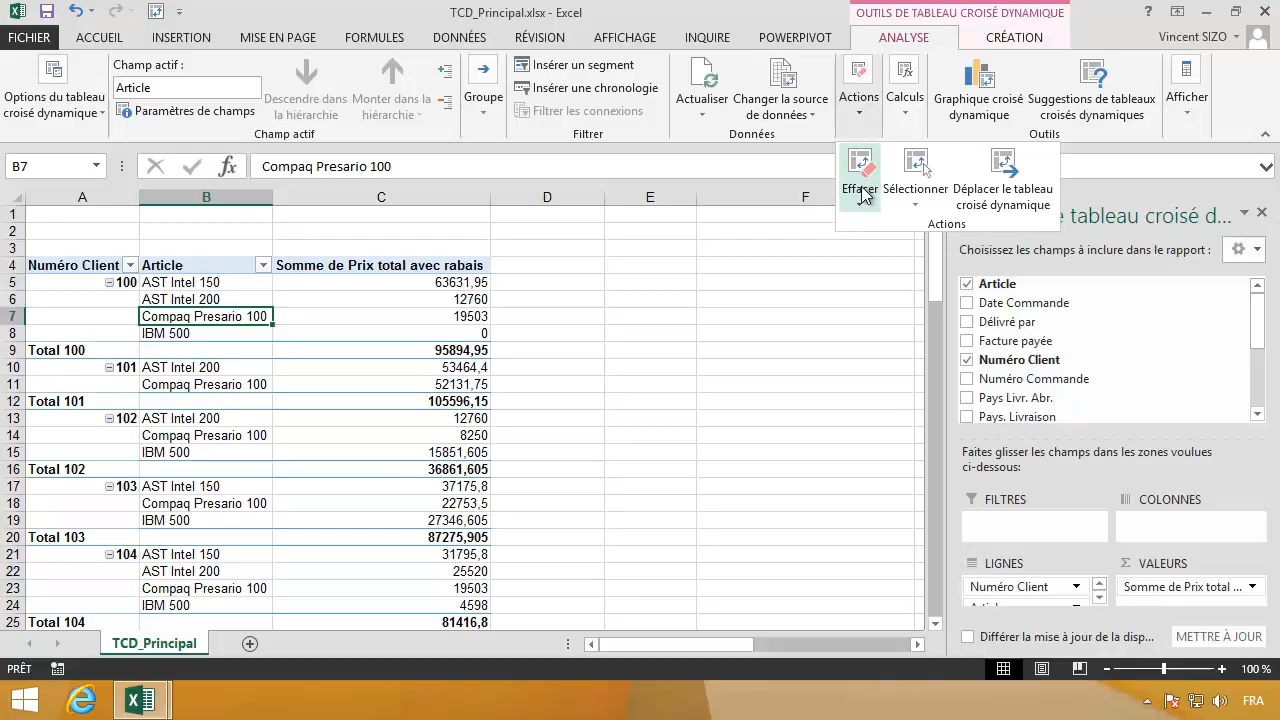 TCD_Principal.xlsx - Excel
OUTILS DE TABLEAU CROISÉ DYNAMIQUE
?
FICHIER
ACCUEIL
INSERTION
MISE EN PAGE
FORMULES
DONNÉES
RÉVISION
AFFICHAGE
INQUIRE
POWERPIVOT
ANALYSE
CRÉATION
Vincent SIZO
Options du tableau
croisé dynamique
Champ actif :
Article
Paramètres de champs
Descendre dans
la hiérarchie
Monter dans la
hiérarchie
Champ actif
Groupe
Insérer un segment
Insérer une chronologie
Filtrer les connexions
Filtrer
Actualiser
Changer la source
de données
Données
Actions
Calculs
Graphique croisé
dynamique
Suggestions de tableaux
croisés dynamiques
Outils
Afficher
Effacer
Sélectionner
Déplacer le tableau
croisé dynamique
Actions
B7
fx
Compaq Presario 100
A B C D E F
1
2
3
4 Numéro Client Article Somme de Prix total avec rabais
5 100 AST Intel 150 63631,95
6 AST Intel 200 12760
7 Compaq Presario 100 19503
8 IBM 500 0
9 Total 100 95894,95
10 101 AST Intel 200 53464,4
11 Compaq Presario 100 52131,75
12 Total 101 105596,15
13 102 AST Intel 200 12760
14 Compaq Presario 100 8250
15 IBM 500 15851,605
16 Total 102 36861,605
17 103 AST Intel 150 37175,8
18 Compaq Presario 100 22753,5
19 IBM 500 27346,605
20 Total 103 87275,905
21 104 AST Intel 150 31795,8
22 AST Intel 200 25520
23 Compaq Presario 100 19503
24 IBM 500 4598
25 Total 104 81416,8
de tableau croisé d...
Choisissez les champs à inclure dans le rapport :
Article
Date Commande
Délivré par
Facture payée
Numéro Client
Numéro Commande
Pays Livr. Abr.
Pays. Livraison
Faites glisser les champs dans les zones voulues
ci-dessous:
FILTRES
COLONNES
LIGNES
Σ VALEURS
Numéro Client
Somme de Prix total ...
Différer la mise à jour de la disp...
METTRE À JOUR
TCD_Principal
PRÊT
100 %
FRA